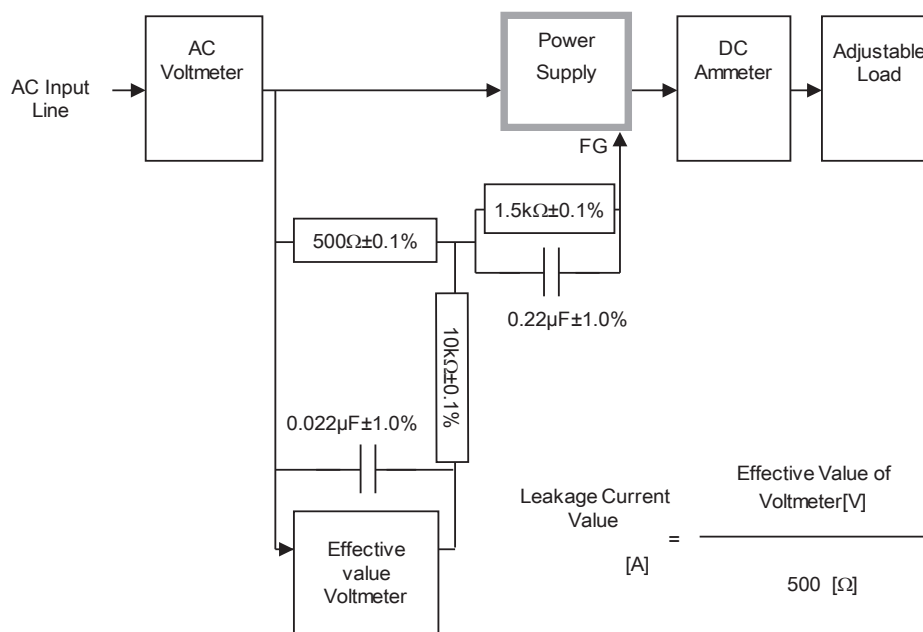 AC
Voltmeter
Power
Supply
DC
Ammeter
Adjustable
Load
AC Input
Line
FG
1.5kΩ±0.1%
500Ω±0.1%
0.22µF±1.0%
10kΩ±0.1%
0.022µF±1.0%
Effective
value
Voltmeter
Leakage Current
Value
[A]
=
Effective Value of
Voltmeter[V]
500 [Ω]